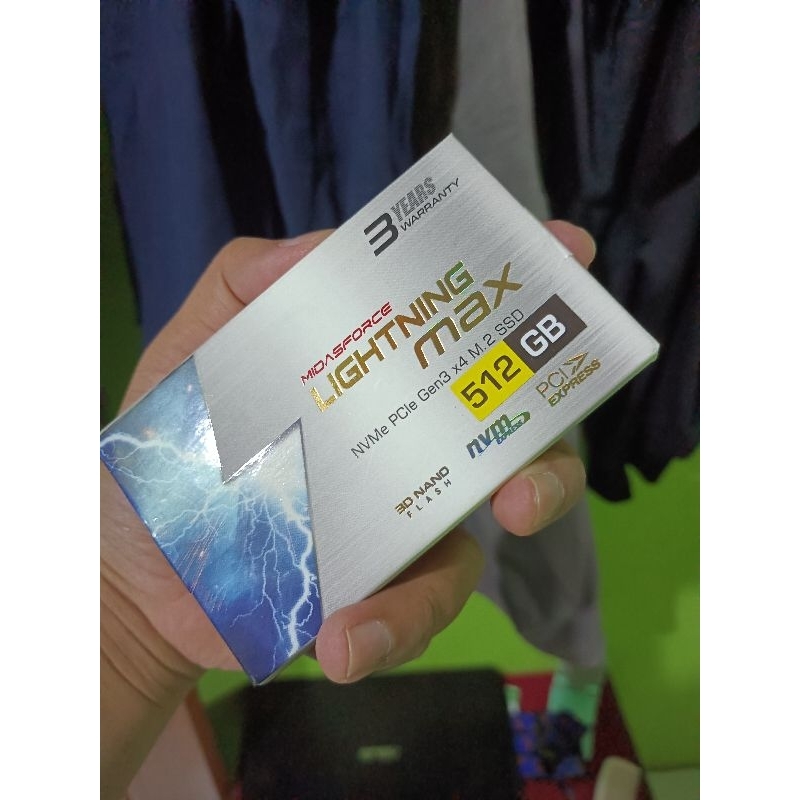 3 YEARS
WARRANTY
MIDASFORCE
LIGHTNING
max
NVMe PCIe Gen3 x4 M.2 SSD
512 GB
3D NAND
FLASH
nvm
EXPRESS
PCI
EXPRESS